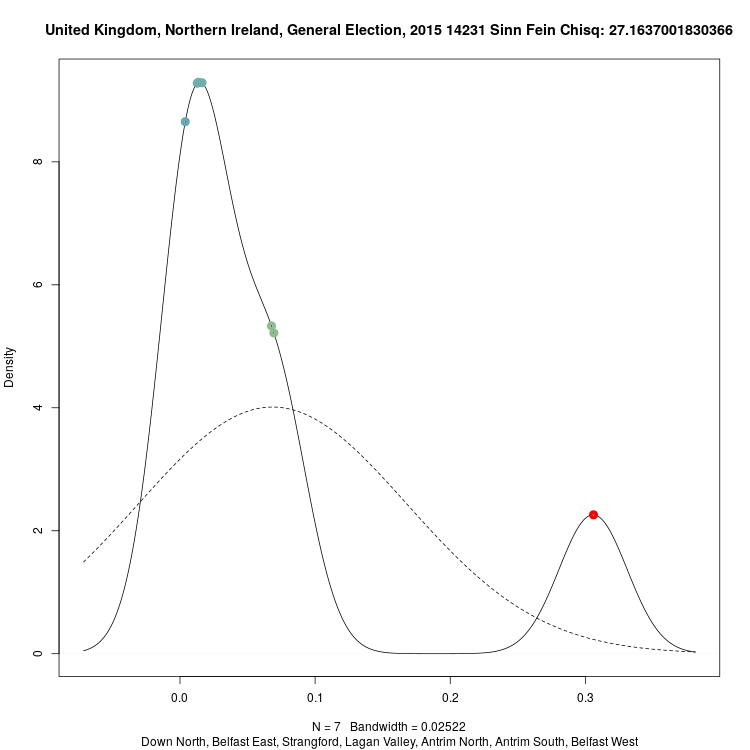 United Kingdom, Northern Ireland, General Election, 2015 14231 Sinn Fein Chisq: 27.1637001830366
Density
8
6
4
2
0
0.0 0.1 0.2 0.3
N = 7 Bandwidth = 0.02522
Down North, Belfast East, Strangford, Lagan Valley, Antrim North, Antrim South, Belfast West